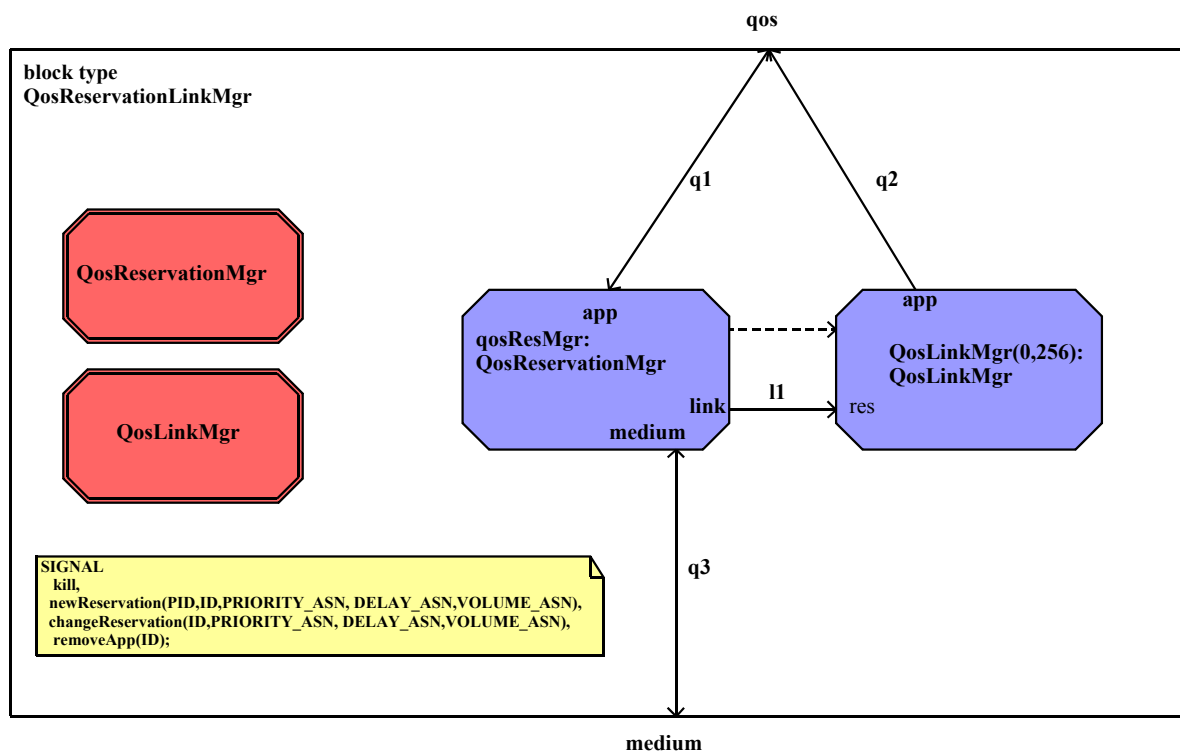 qos
block type
QosReservationLinkMgr
q1
q2
QosReservationMgr
app
qosResMgr:
QosReservationMgr
link
medium
l1
app
QosLinkMgr(0,256):
QosLinkMgr
res
QosLinkMgr
q3
SIGNAL
kill,
newReservation(PID,ID,PRIORITY_ASN, DELAY_ASN,VOLUME_ASN),
changeReservation(ID,PRIORITY_ASN, DELAY_ASN,VOLUME_ASN),
removeApp(ID);
medium